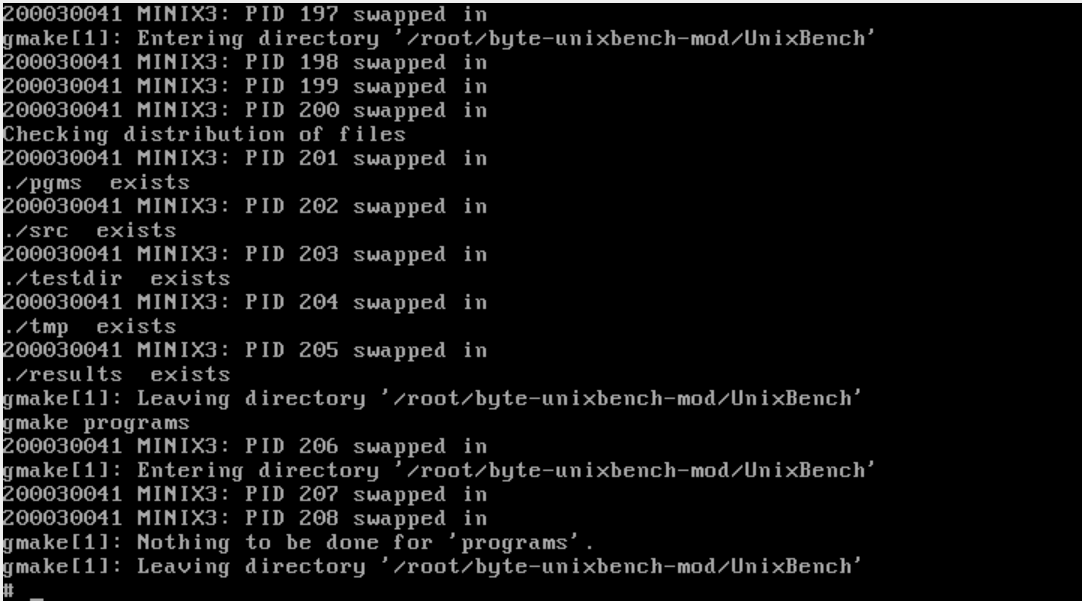 200030041 MINIX3: PID 197 swapped in
gmake[1]: Entering directory '/root/byte-unixbench-mod/UnixBench'
200030041 MINIX3: PID 198 swapped in
200030041 MINIX3: PID 199 swapped in
200030041 MINIX3: PID 200 swapped in
Checking distribution of files
200030041 MINIX3: PID 201 swapped in
./pgms  exists
200030041 MINIX3: PID 202 swapped in
./src  exists
200030041 MINIX3: PID 203 swapped in
./testdir  exists
200030041 MINIX3: PID 204 swapped in
./tmp  exists
200030041 MINIX3: PID 205 swapped in
./results  exists
gmake[1]: Leaving directory '/root/byte-unixbench-mod/UnixBench'
gmake programs
200030041 MINIX3: PID 206 swapped in
gmake[1]: Entering directory '/root/byte-unixbench-mod/UnixBench'
200030041 MINIX3: PID 207 swapped in
200030041 MINIX3: PID 208 swapped in
gmake[1]: Nothing to be done for 'programs'.
gmake[1]: Leaving directory '/root/byte-unixbench-mod/UnixBench'
# _